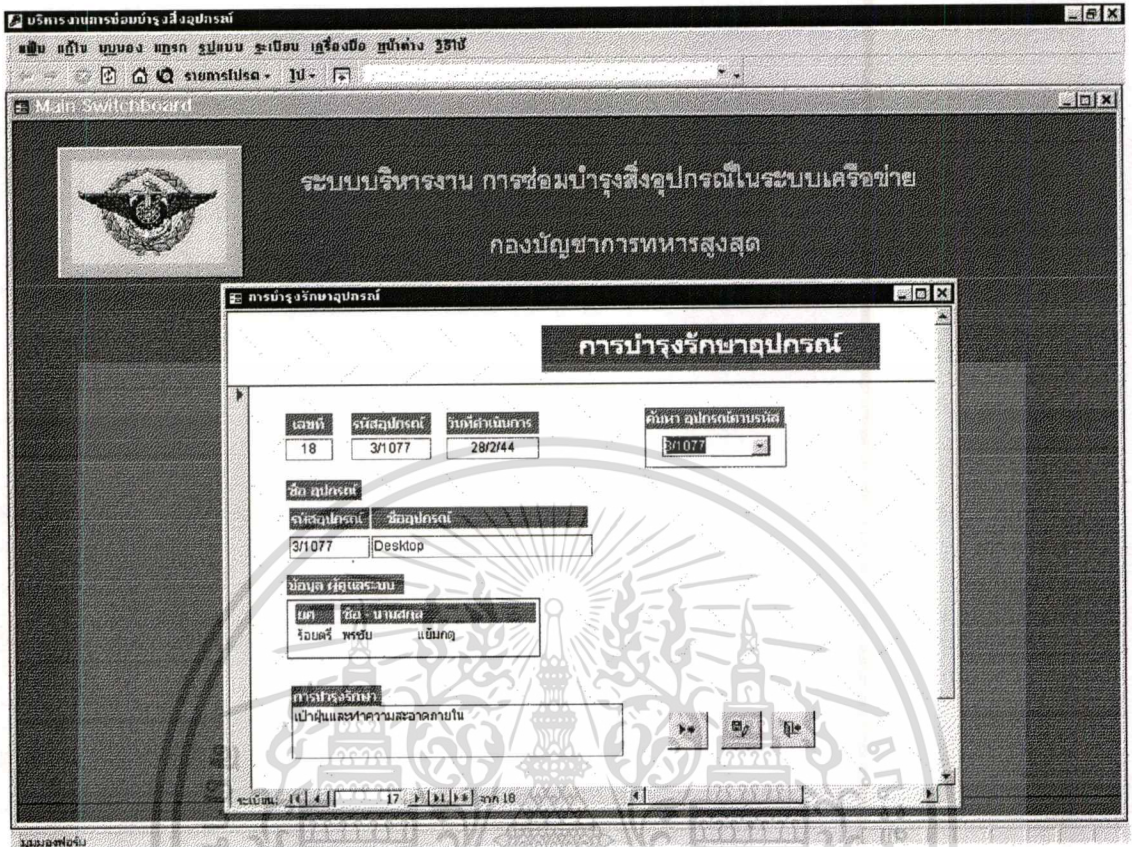 บริหารงานการซ่อมบำรุงสิ่งอุปกรณ์
แฟ้ม แก้ไข มุมมอง แทรก รูปแบบ ระเบียน เครื่องมือ หน้าต่าง วิธีใช้
รายการโปรด ไป
Main Switchboard
ระบบบริหารงาน การซ่อมบำรุงสิ่งอุปกรณ์ในระบบเครือข่าย
กองบัญชาการทหารสูงสุด
การบำรุงรักษาอุปกรณ์
การบำรุงรักษาอุปกรณ์
เลขที่ รหัสอุปกรณ์ วันที่ดำเนินการ ค้นหา อุปกรณ์ตามรหัส
18 3/1077 28/2/44 3/1077
ชื่อ อุปกรณ์
รหัสอุปกรณ์ ชื่ออุปกรณ์
3/1077 Desktop
ข้อมูล ผู้ดูแลระบบ
ยศ ชื่อ - นามสกุล
ร้อยตรี พรชัย
การบำรุงรักษา
เป่าฝุ่นและทำความสะอาดภายใน
ระเบียน: 17 จาก 18
มุมมองฟอร์ม